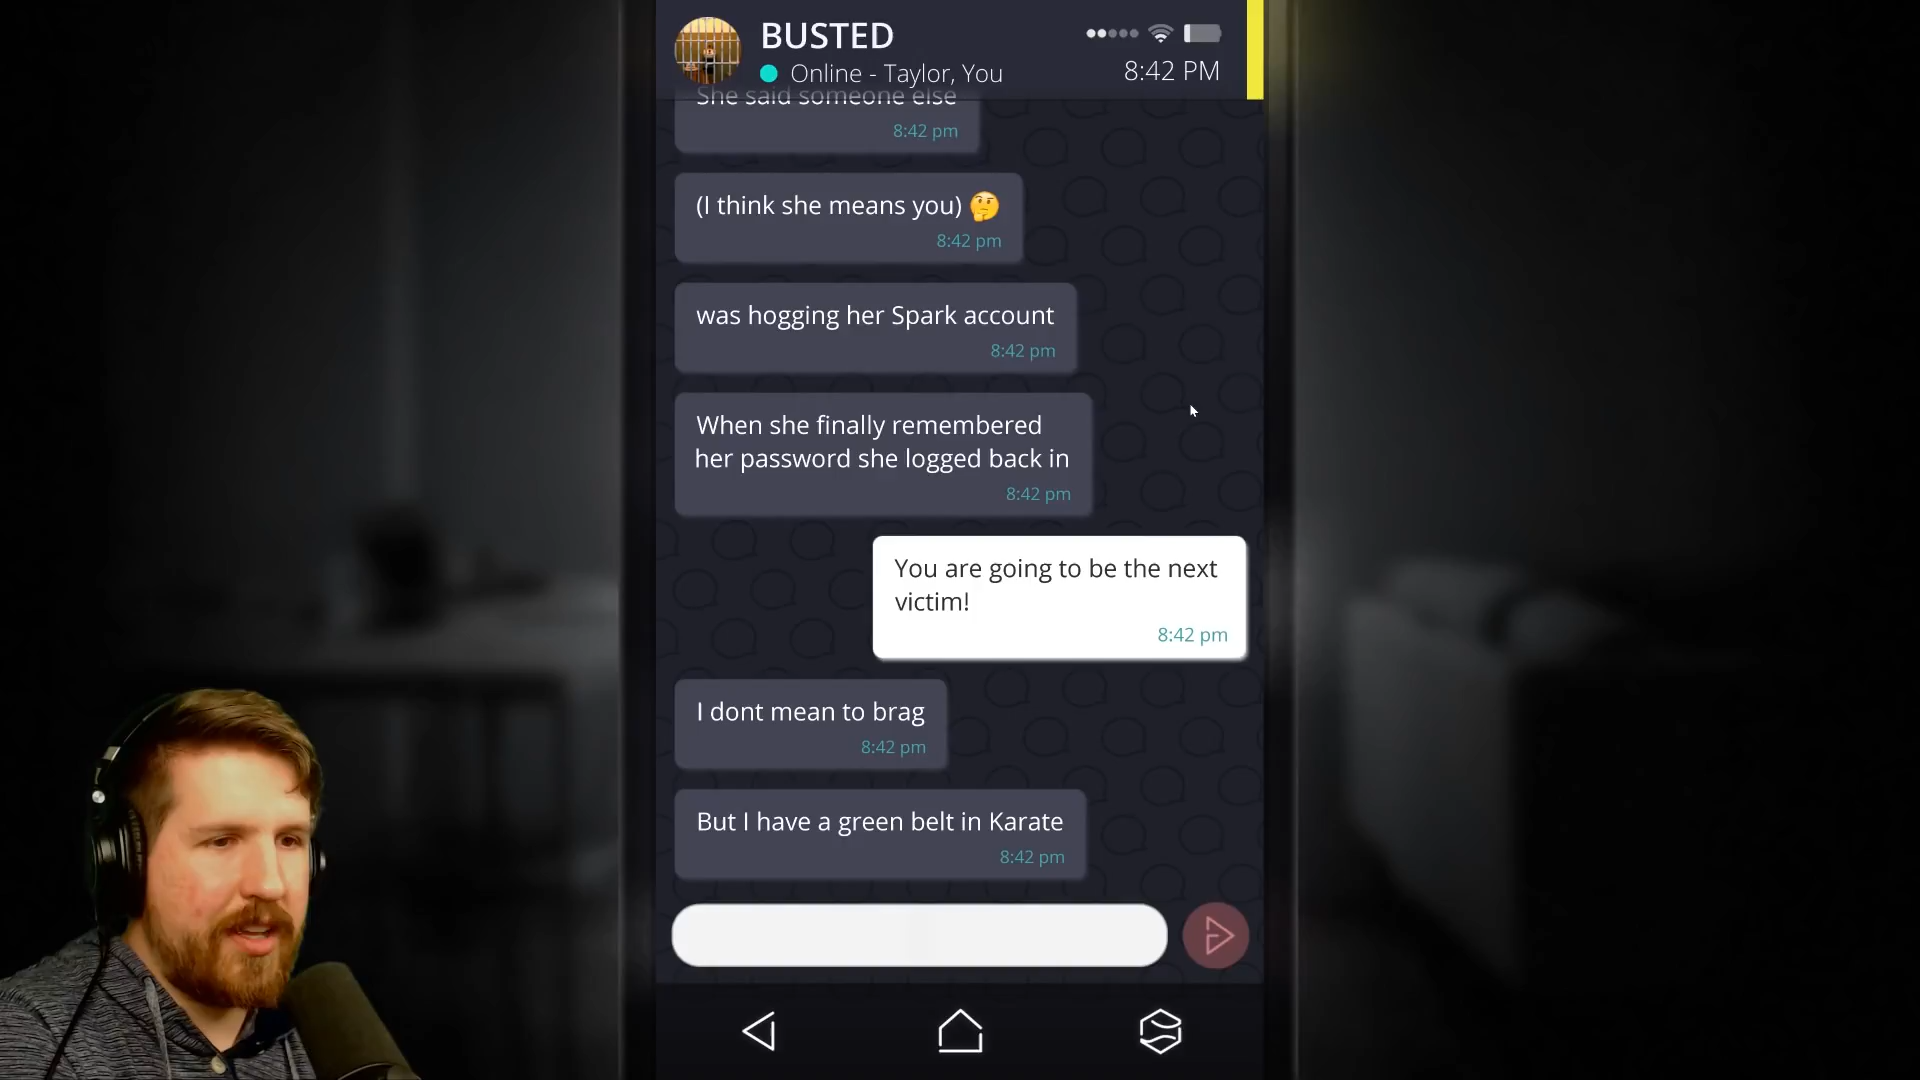 BUSTED
Online - Taylor, You
8:42 PM
She said someone else
8:42 pm
(I think she means you) 🤔
8:42 pm
was hogging her Spark account
8:42 pm
When she finally remembered
her password she logged back in
8:42 pm
You are going to be the next
victim!
8:42 pm
I dont mean to brag
8:42 pm
But I have a green belt in Karate
8:42 pm